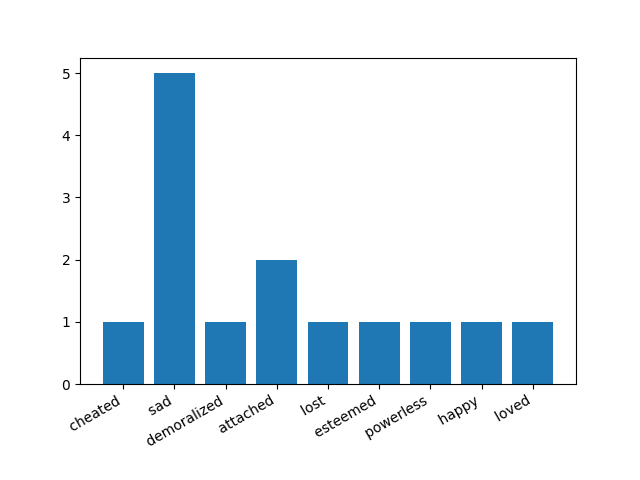 5
4
3
2
1
0
cheated
sad
demoralized
attached
lost
esteemed
powerless
happy
loved